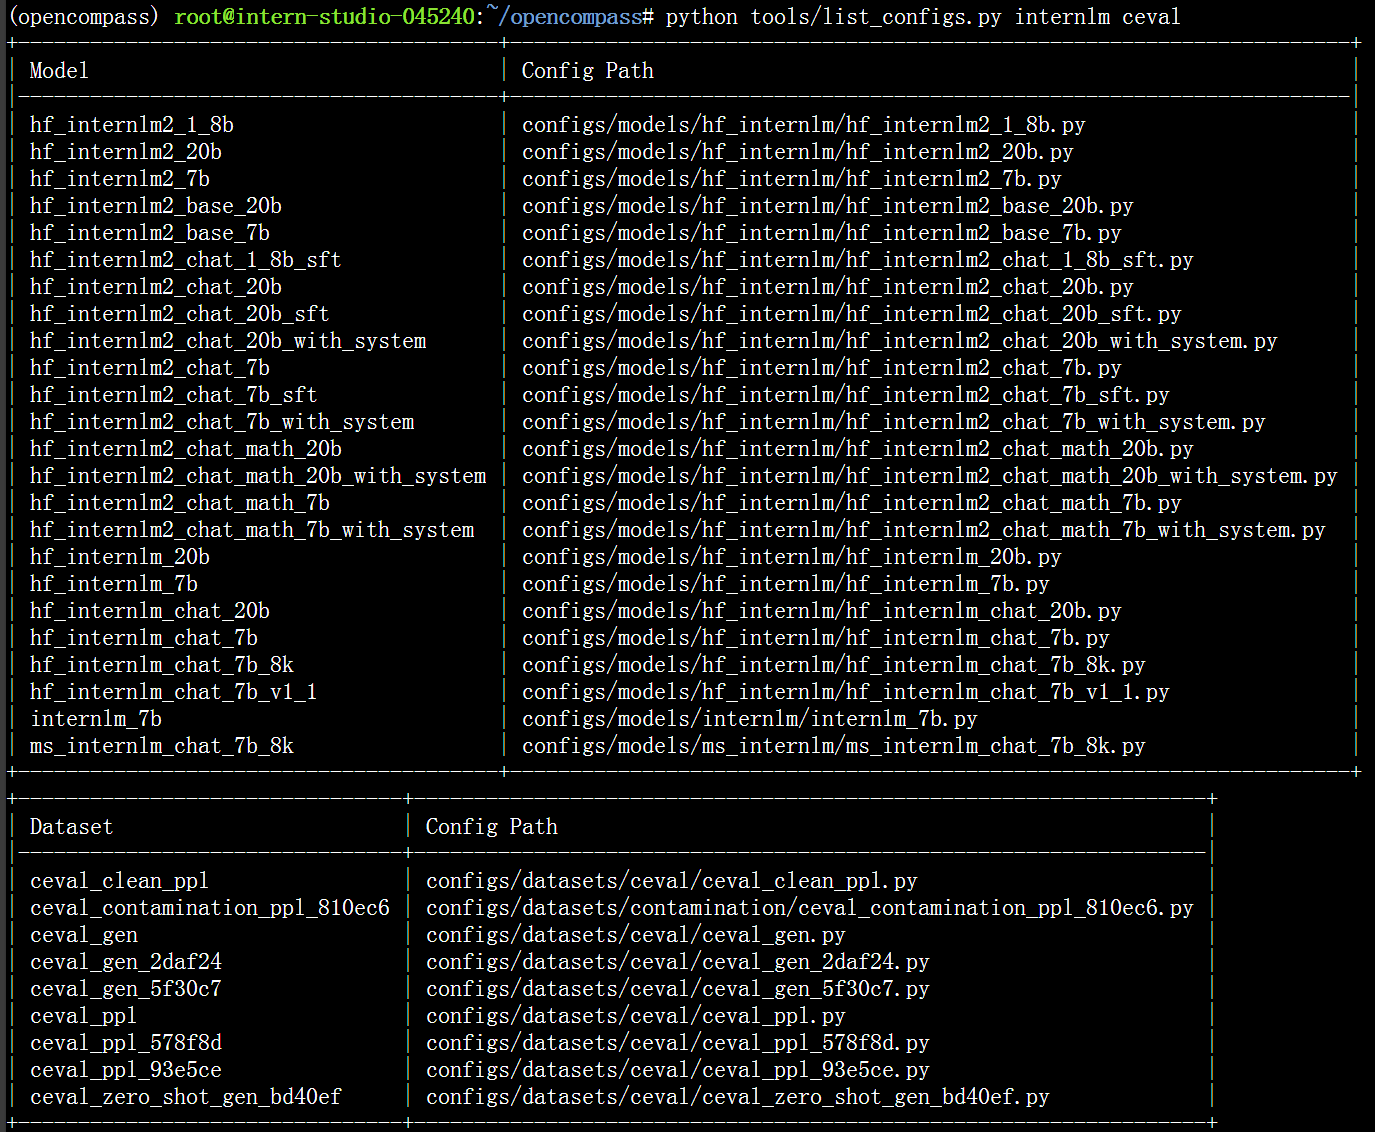 (opencompass) root@intern-studio-045240:~/opencompass# python tools/list_configs.py internlm ceval
Model Config Path
hf_internlm2_1_8b configs/models/hf_internlm/hf_internlm2_1_8b.py
hf_internlm2_20b configs/models/hf_internlm/hf_internlm2_20b.py
hf_internlm2_7b configs/models/hf_internlm/hf_internlm2_7b.py
hf_internlm2_base_20b configs/models/hf_internlm/hf_internlm2_base_20b.py
hf_internlm2_base_7b configs/models/hf_internlm/hf_internlm2_base_7b.py
hf_internlm2_chat_1_8b_sft configs/models/hf_internlm/hf_internlm2_chat_1_8b_sft.py
hf_internlm2_chat_20b configs/models/hf_internlm/hf_internlm2_chat_20b.py
hf_internlm2_chat_20b_sft configs/models/hf_internlm/hf_internlm2_chat_20b_sft.py
hf_internlm2_chat_20b_with_system configs/models/hf_internlm/hf_internlm2_chat_20b_with_system.py
hf_internlm2_chat_7b configs/models/hf_internlm/hf_internlm2_chat_7b.py
hf_internlm2_chat_7b_sft configs/models/hf_internlm/hf_internlm2_chat_7b_sft.py
hf_internlm2_chat_7b_with_system configs/models/hf_internlm/hf_internlm2_chat_7b_with_system.py
hf_internlm2_chat_math_20b configs/models/hf_internlm/hf_internlm2_chat_math_20b.py
hf_internlm2_chat_math_20b_with_system configs/models/hf_internlm/hf_internlm2_chat_math_20b_with_system.py
hf_internlm2_chat_math_7b configs/models/hf_internlm/hf_internlm2_chat_math_7b.py
hf_internlm2_chat_math_7b_with_system configs/models/hf_internlm/hf_internlm2_chat_math_7b_with_system.py
hf_internlm_20b configs/models/hf_internlm/hf_internlm_20b.py
hf_internlm_7b configs/models/hf_internlm/hf_internlm_7b.py
hf_internlm_chat_20b configs/models/hf_internlm/hf_internlm_chat_20b.py
hf_internlm_chat_7b configs/models/hf_internlm/hf_internlm_chat_7b.py
hf_internlm_chat_7b_8k configs/models/hf_internlm/hf_internlm_chat_7b_8k.py
hf_internlm_chat_7b_v1_1 configs/models/hf_internlm/hf_internlm_chat_7b_v1_1.py
internlm_7b configs/models/internlm/internlm_7b.py
ms_internlm_chat_7b_8k configs/models/ms_internlm/ms_internlm_chat_7b_8k.py
Dataset Config Path
ceval_clean_ppl configs/datasets/ceval/ceval_clean_ppl.py
ceval_contamination_ppl_810ec6 configs/datasets/contamination/ceval_contamination_ppl_810ec6.py
ceval_gen configs/datasets/ceval/ceval_gen.py
ceval_gen_2daf24 configs/datasets/ceval/ceval_gen_2daf24.py
ceval_gen_5f30c7 configs/datasets/ceval/ceval_gen_5f30c7.py
ceval_ppl configs/datasets/ceval/ceval_ppl.py
ceval_ppl_578f8d configs/datasets/ceval/ceval_ppl_578f8d.py
ceval_ppl_93e5ce configs/datasets/ceval/ceval_ppl_93e5ce.py
ceval_zero_shot_gen_bd40ef configs/datasets/ceval/ceval_zero_shot_gen_bd40ef.py